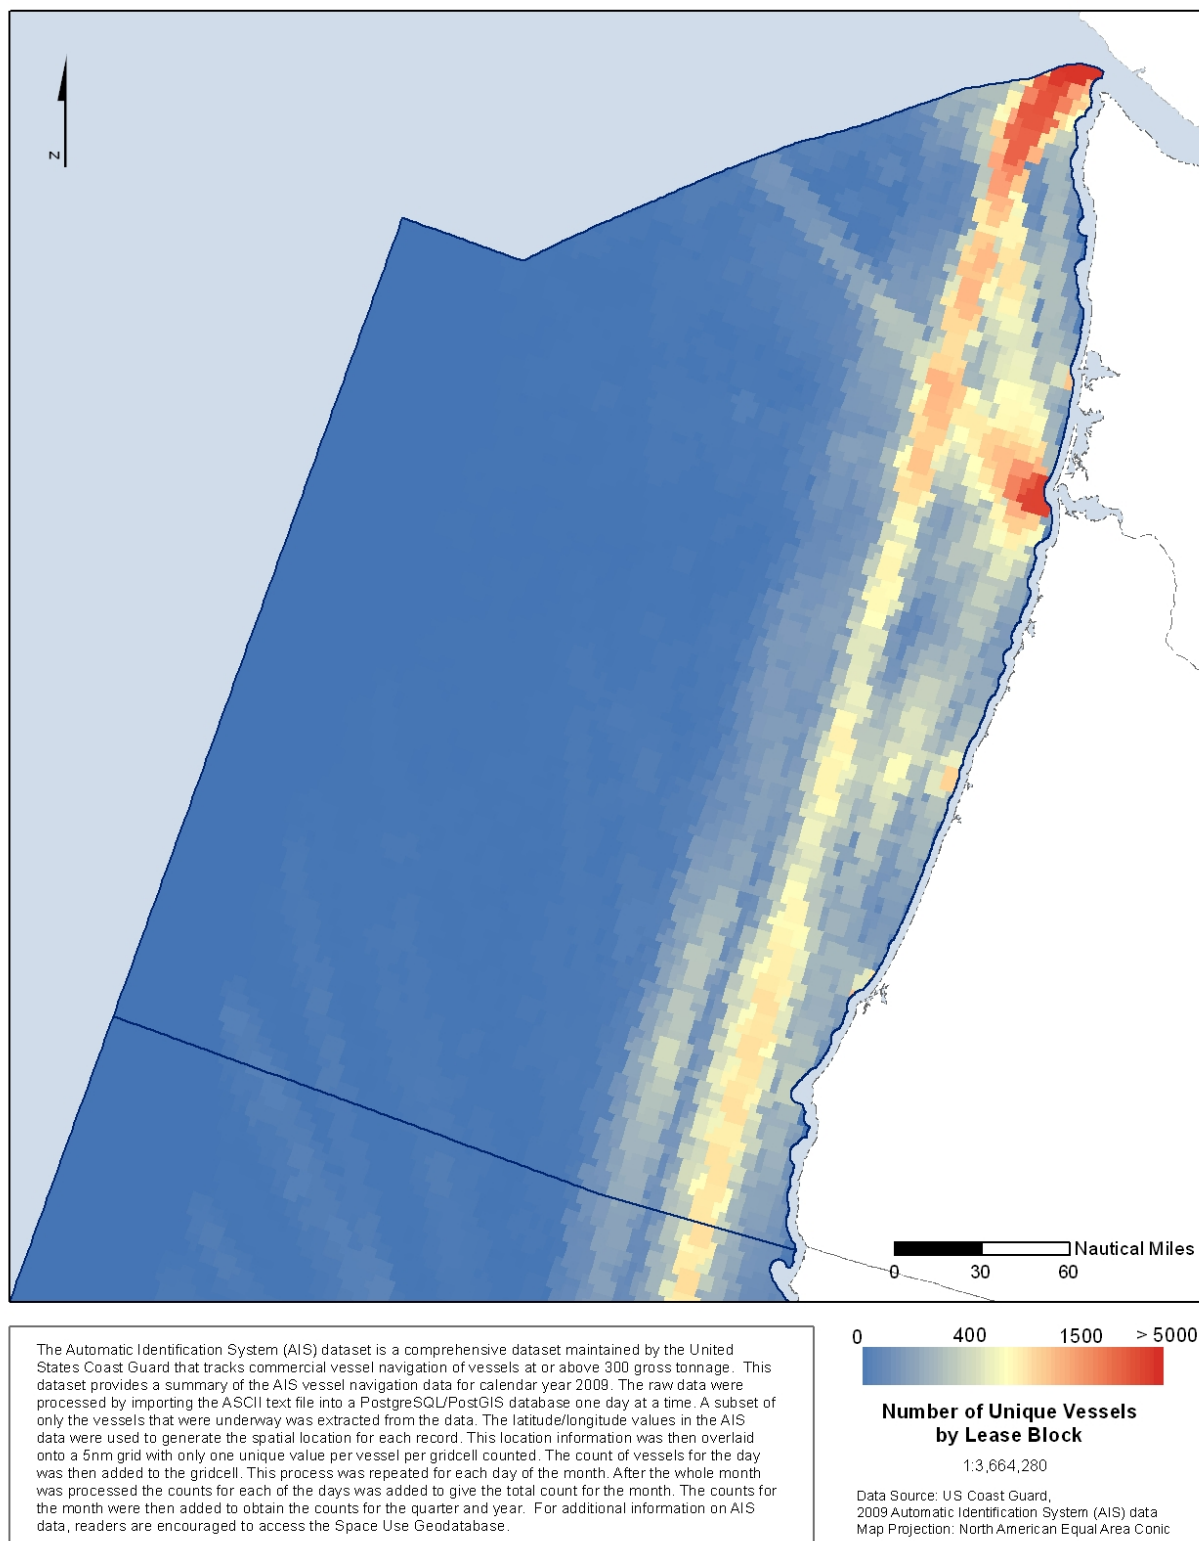 N
Nautical Miles
0 30 60
The Automatic Identification System (AIS) dataset is a comprehensive dataset maintained by the United
States Coast Guard that tracks commercial vessel navigation of vessels at or above 300 gross tonnage. This
dataset provides a summary of the AIS vessel navigation data for calendar year 2009. The raw data were
processed by importing the ASCII text file into a PostgreSQL/PostGIS database one day at a time. A subset of
only the vessels that were underway was extracted from the data. The latitude/longitude values in the AIS
data were used to generate the spatial location for each record. This location information was then overlaid
onto a 5nm grid with only one unique value per vessel per gridcell counted. The count of vessels for the day
was then added to the gridcell. This process was repeated for each day of the month. After the whole month
was processed the counts for each of the days was added to give the total count for the month. The counts for
the month were then added to obtain the counts for the quarter and year. For additional information on AIS
data, readers are encouraged to access the Space Use Geodatabase.
0 400 1500 > 5000
Number of Unique Vessels
by Lease Block
1:3,664,280
Data Source: US Coast Guard,
2009 Automatic Identification System (AIS) data
Map Projection: North American Equal Area Conic